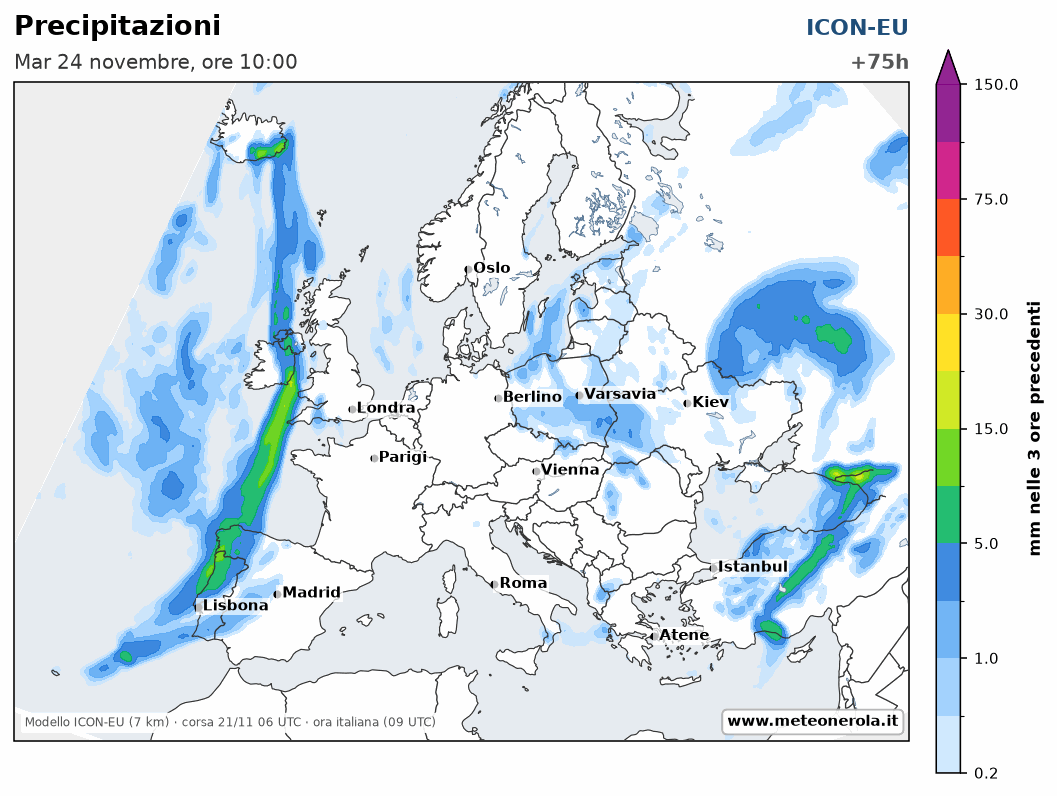 Precipitazioni
ICON-EU
Mar 24 novembre, ore 10:00
+75h
150.0
75.0
30.0
15.0
5.0
1.0
0.2
mm nelle 3 ore precedenti
Oslo
Berlino
Varsavia
Londra
Kiev
Parigi
Vienna
Istanbul
Roma
Madrid
Lisbona
Atene
Modello ICON-EU (7 km) · corsa 21/11 06 UTC · ora italiana (09 UTC)
www.meteonerola.it